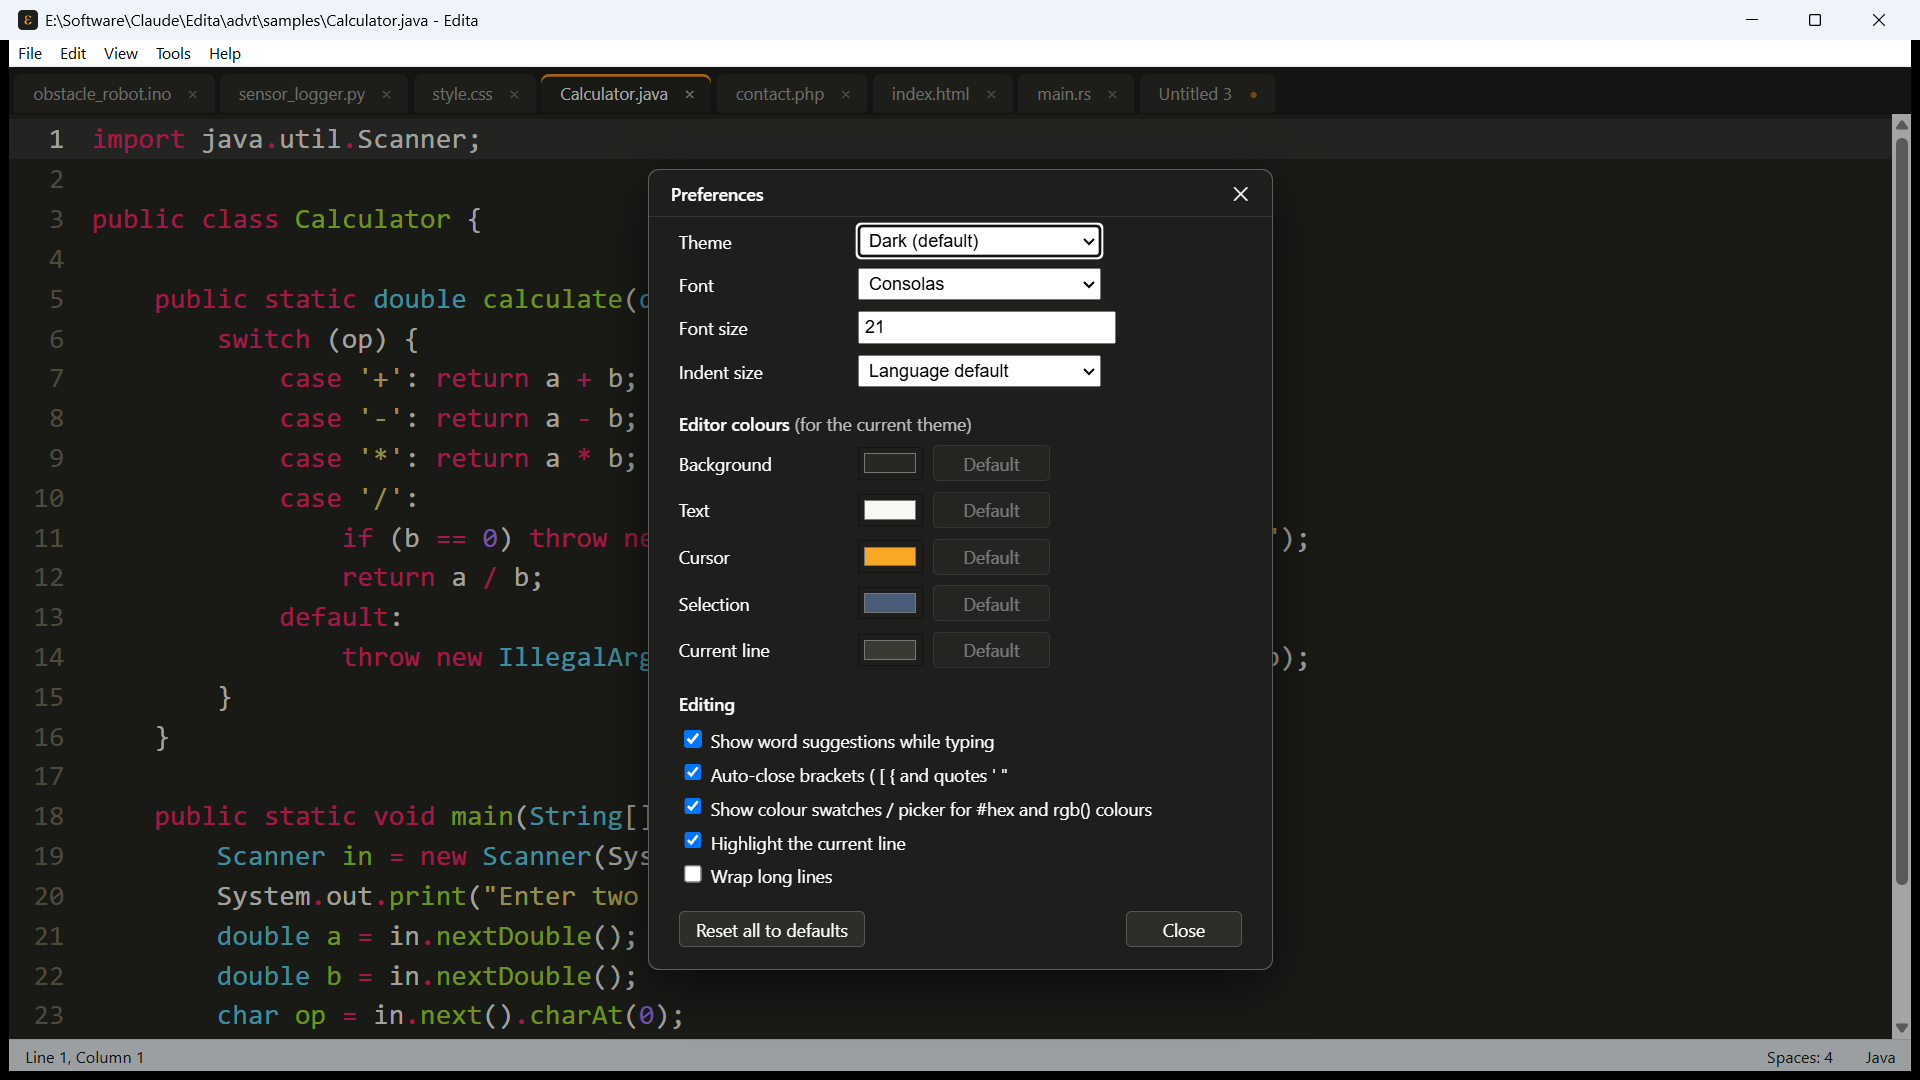 E:\Software\Claude\Edita\advt\samples\Calculator.java - Edita
File Edit View Tools Help
obstacle_robot.ino × sensor_logger.py × style.css × Calculator.java × contact.php × index.html × main.rs × Untitled 3 •
1 import java.util.Scanner;
2
3 public class Calculator {
4
5 public static double calculate(
6 switch (op) {
7 case '+': return a + b;
8 case '-': return a - b;
9 case '*': return a * b;
10 case '/':
11 if (b == 0) throw ne
');
12 return a / b;
13 default:
14 throw new IllegalArg
);
15 }
16 }
17
18 public static void main(String[]
19 Scanner in = new Scanner(Sys
20 System.out.print("Enter two
21 double a = in.nextDouble();
22 double b = in.nextDouble();
23 char op = in.next().charAt(0);
Preferences
Theme Dark (default)
Font Consolas
Font size 21
Indent size Language default
Editor colours (for the current theme)
Background Default
Text Default
Cursor Default
Selection Default
Current line Default
Editing
Show word suggestions while typing
Auto-close brackets ( [ { and quotes ' "
Show colour swatches / picker for #hex and rgb() colours
Highlight the current line
Wrap long lines
Reset all to defaults Close
Line 1, Column 1 Spaces: 4 Java